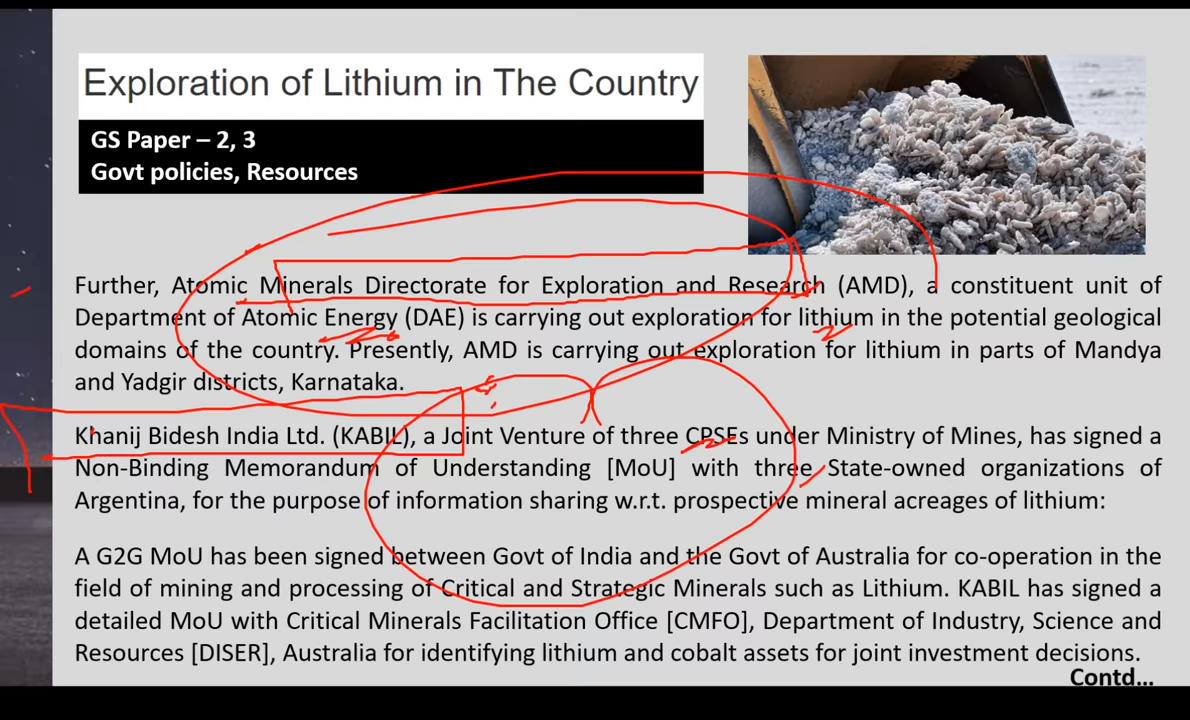 Exploration of Lithium in The Country
GS Paper – 2, 3
Govt policies, Resources
Further, Atomic Minerals Directorate for Exploration and Research (AMD), a constituent unit of
Department of Atomic Energy (DAE) is carrying out exploration for lithium in the potential geological
domains of the country. Presently, AMD is carrying out exploration for lithium in parts of Mandya
and Yadgir districts, Karnataka.
Khanij Bidesh India Ltd. (KABIL), a Joint Venture of three CPSEs under Ministry of Mines, has signed a
Non-Binding Memorandum of Understanding [MoU] with three State-owned organizations of
Argentina, for the purpose of information sharing w.r.t. prospective mineral acreages of lithium:
A G2G MoU has been signed between Govt of India and the Govt of Australia for co-operation in the
field of mining and processing of Critical and Strategic Minerals such as Lithium. KABIL has signed a
detailed MoU with Critical Minerals Facilitation Office [CMFO], Department of Industry, Science and
Resources [DISER], Australia for identifying lithium and cobalt assets for joint investment decisions.
Contd...